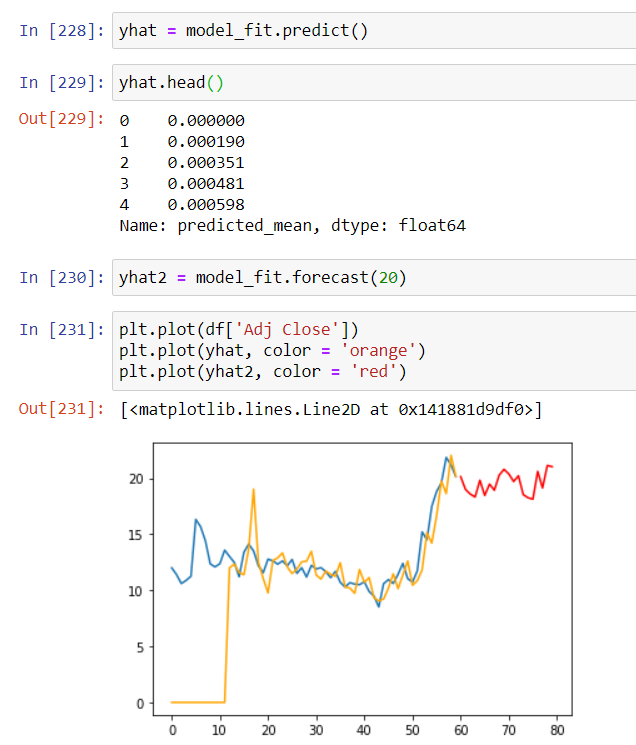 In [228]: yhat = model_fit.predict()
In [229]: yhat.head()
Out[229]: 0    0.000000
1    0.000190
2    0.000351
3    0.000481
4    0.000598
Name: predicted_mean, dtype: float64
In [230]: yhat2 = model_fit.forecast(20)
In [231]: plt.plot(df['Adj Close'])
plt.plot(yhat, color = 'orange')
plt.plot(yhat2, color = 'red')
Out[231]: [<matplotlib.lines.Line2D at 0x141881d9df0>]
20
15
10
5
0
0 10 20 30 40 50 60 70 80